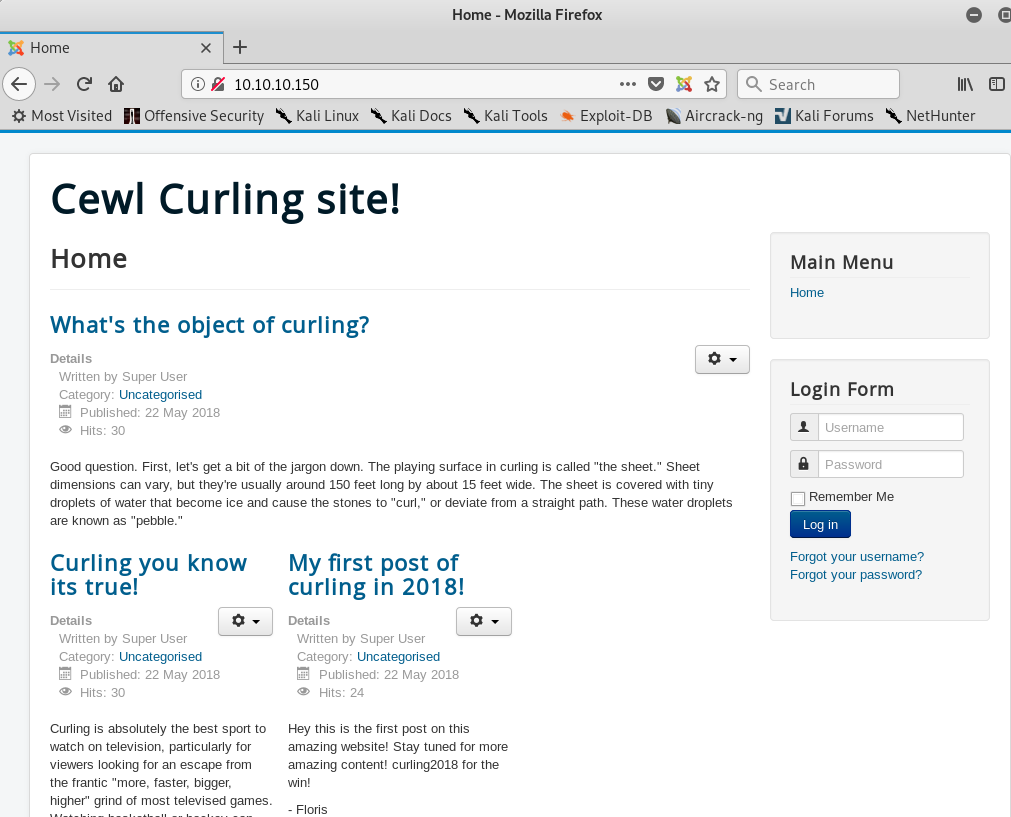 Home - Mozilla Firefox
Home
10.10.10.150
Search
Most Visited Offensive Security Kali Linux Kali Docs Kali Tools Exploit-DB Aircrack-ng Kali Forums NetHunter
Cewl Curling site!
Home
What's the object of curling?
Details
Written by Super User
Category: Uncategorised
Published: 22 May 2018
Hits: 30
Good question. First, let's get a bit of the jargon down. The playing surface in curling is called "the sheet." Sheet
dimensions can vary, but they're usually around 150 feet long by about 15 feet wide. The sheet is covered with tiny
droplets of water that become ice and cause the stones to "curl," or deviate from a straight path. These water droplets
are known as "pebble."
Curling you know
its true!
Details
Written by Super User
Category: Uncategorised
Published: 22 May 2018
Hits: 30
Curling is absolutely the best sport to
watch on television, particularly for
viewers looking for an escape from
the frantic "more, faster, bigger,
higher" grind of most televised games.
Watching basketball or hockey can
My first post of
curling in 2018!
Details
Written by Super User
Category: Uncategorised
Published: 22 May 2018
Hits: 24
Hey this is the first post on this
amazing website! Stay tuned for more
amazing content! curling2018 for the
win!
- Floris
Main Menu
Home
Login Form
Username
Password
Remember Me
Log in
Forgot your username?
Forgot your password?